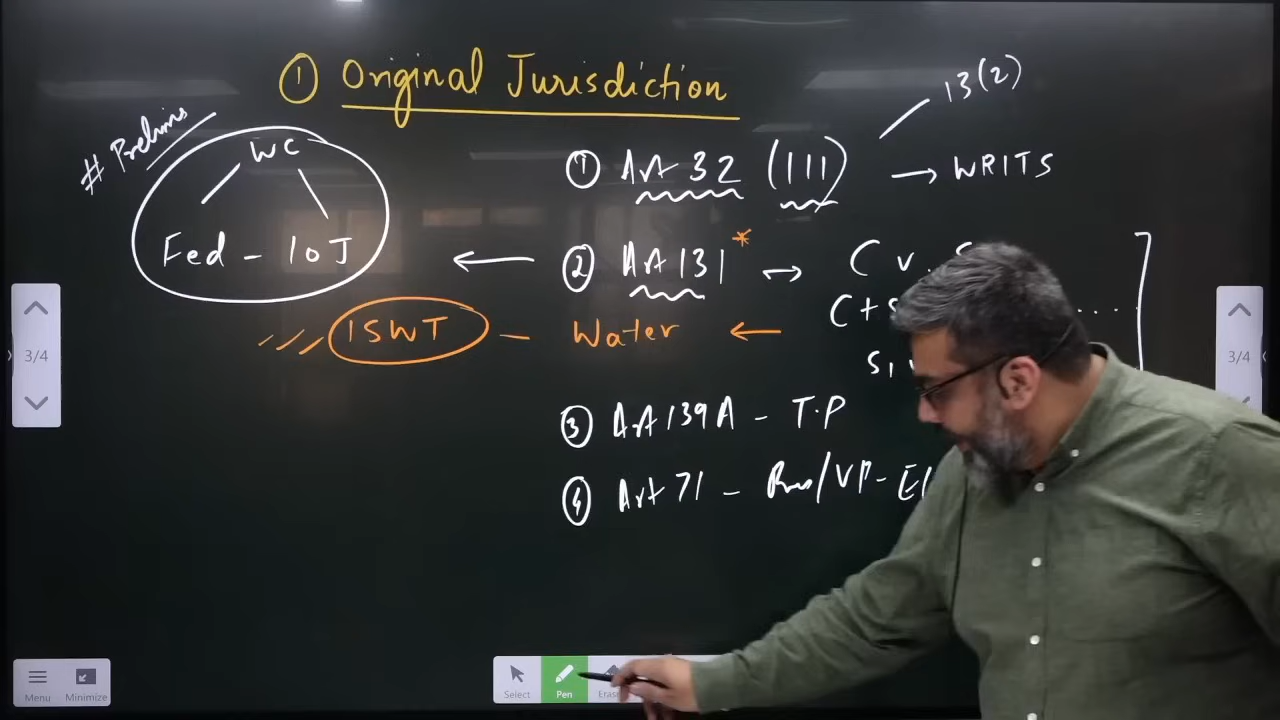 ① Original Jurisdiction
# Prelims
WC
Fed - IoJ
① Art 32 (III) → WRITS
13(2)
② Art 131* ↔ C v. S
C+S ....
ISWT - Water ←
S1
③ Art 139A - T.P
④ Art 71 - Pres/VP - El
3/4
3/4
Menu
Minimize
Select
Pen